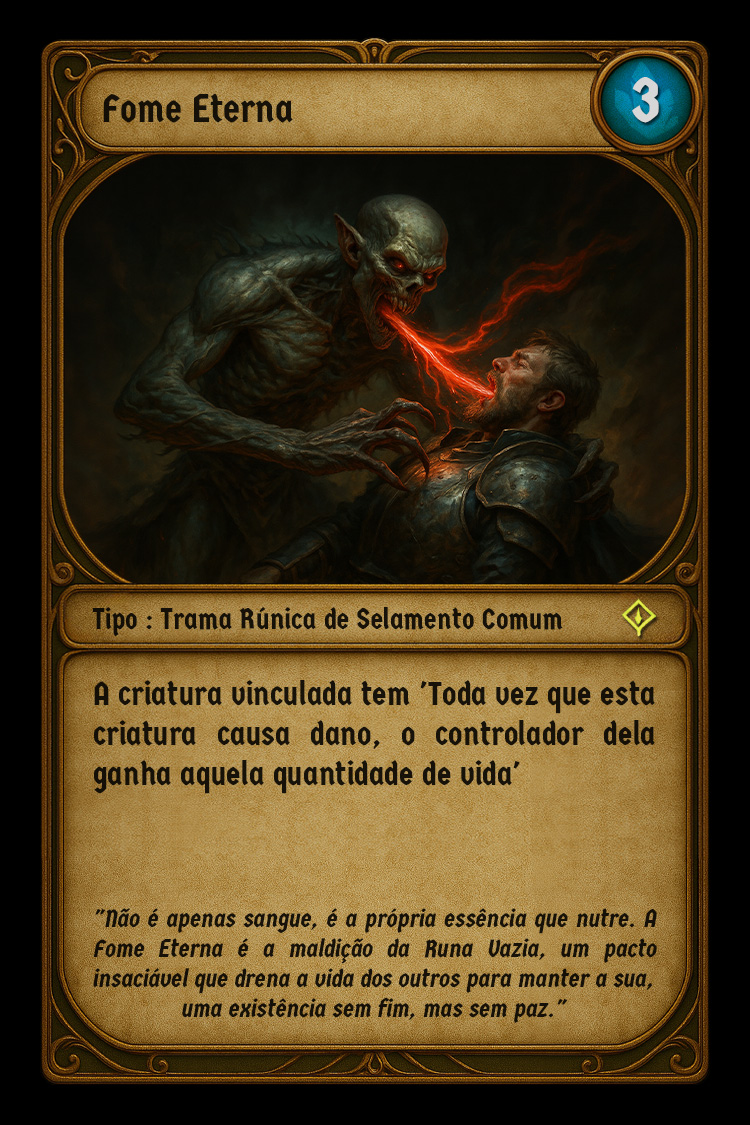 Fome Eterna
3
Tipo : Trama Rúnica de Selamento Comum
A criatura vinculada tem 'Toda vez que esta
criatura causa dano, o controlador dela
ganha aquela quantidade de vida'
"Não é apenas sangue, é a própria essência que nutre. A
Fome Eterna é a maldição da Runa Vazia, um pacto
insaciável que drena a vida dos outros para manter a sua,
uma existência sem fim, mas sem paz."